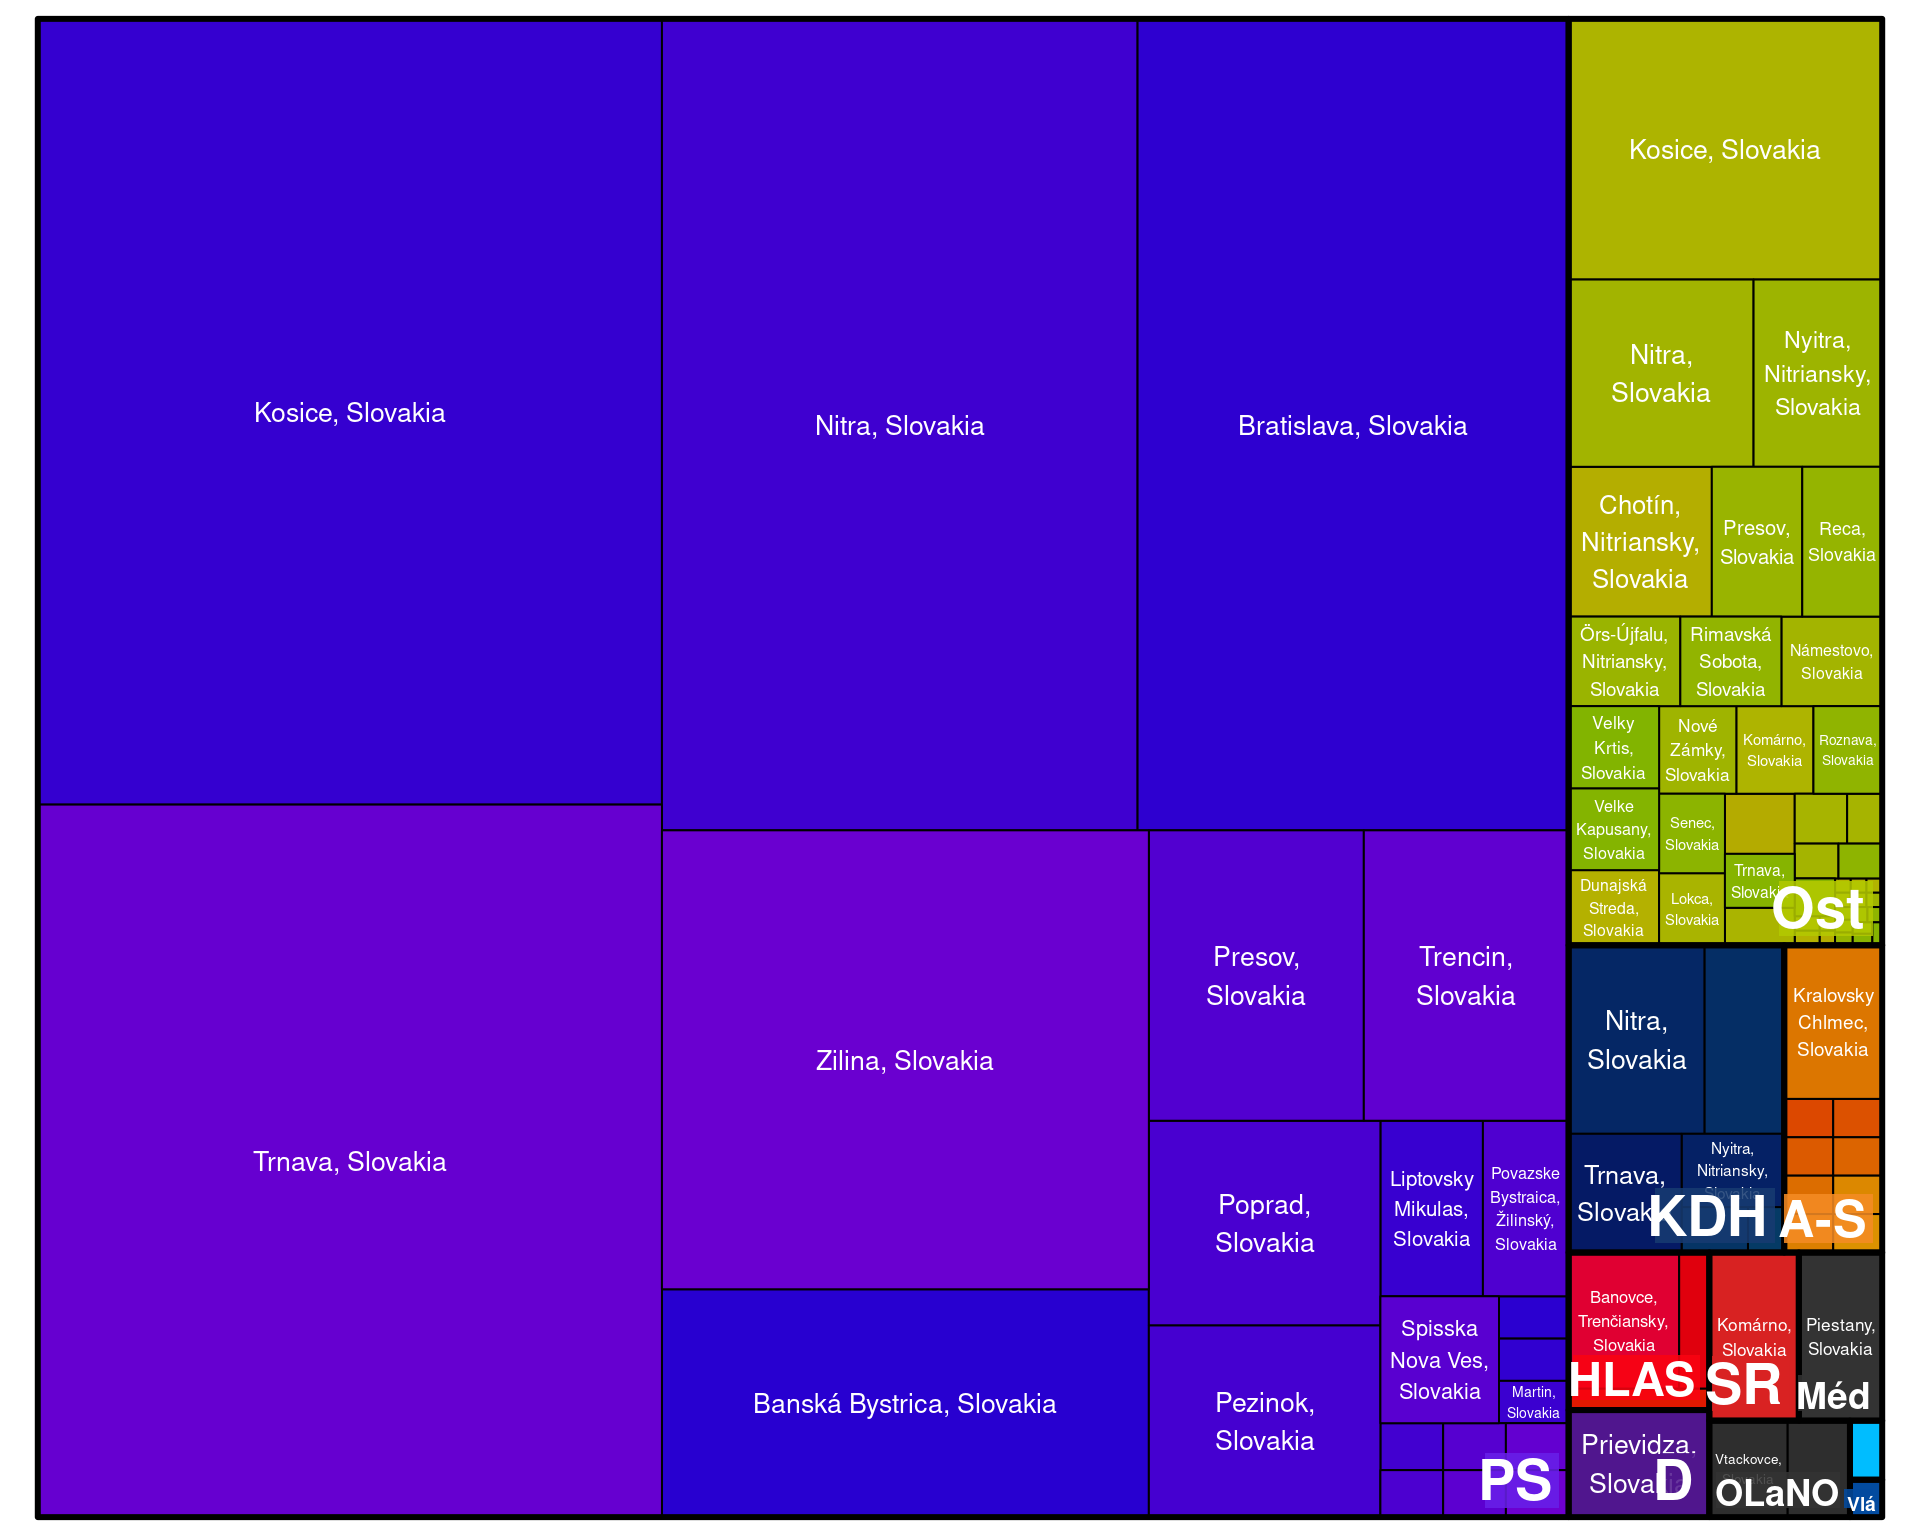 Kosice, Slovakia
Nitra, Slovakia
Bratislava, Slovakia
Trnava, Slovakia
Zilina, Slovakia
Banská Bystrica, Slovakia
Presov,
Slovakia
Trencin,
Slovakia
Poprad,
Slovakia
Pezinok,
Slovakia
Liptovsky
Mikulas,
Slovakia
Povazske
Bystraica,
Žilinský,
Slovakia
Spisska
Nova Ves,
Slovakia
Martin,
Slovakia
PS
Kosice, Slovakia
Nitra,
Slovakia
Nyitra,
Nitriansky,
Slovakia
Chotín,
Nitriansky,
Slovakia
Presov,
Slovakia
Reca,
Slovakia
Örs-Újfalu,
Nitriansky,
Slovakia
Rimavská
Sobota,
Slovakia
Námestovo,
Slovakia
Velky
Krtis,
Slovakia
Nové
Zámky,
Slovakia
Komárno,
Slovakia
Roznava,
Slovakia
Velke
Kapusany,
Slovakia
Senec,
Slovakia
Trnava,
Slovakia
Dunajská
Streda,
Slovakia
Lokca,
Slovakia
Ost
Nitra,
Slovakia
Trnava,
Slovakia
Nyitra,
Nitriansky,
Slovakia
KDH
Kralovsky
Chlmec,
Slovakia
A-S
Banovce,
Trenčiansky,
Slovakia
HLAS
Komárno,
Slovakia
SR
Piestany,
Slovakia
Méd
Prievidza,
Slovakia
D
Vtackovce,
Slovakia
OLaNO
Vlá